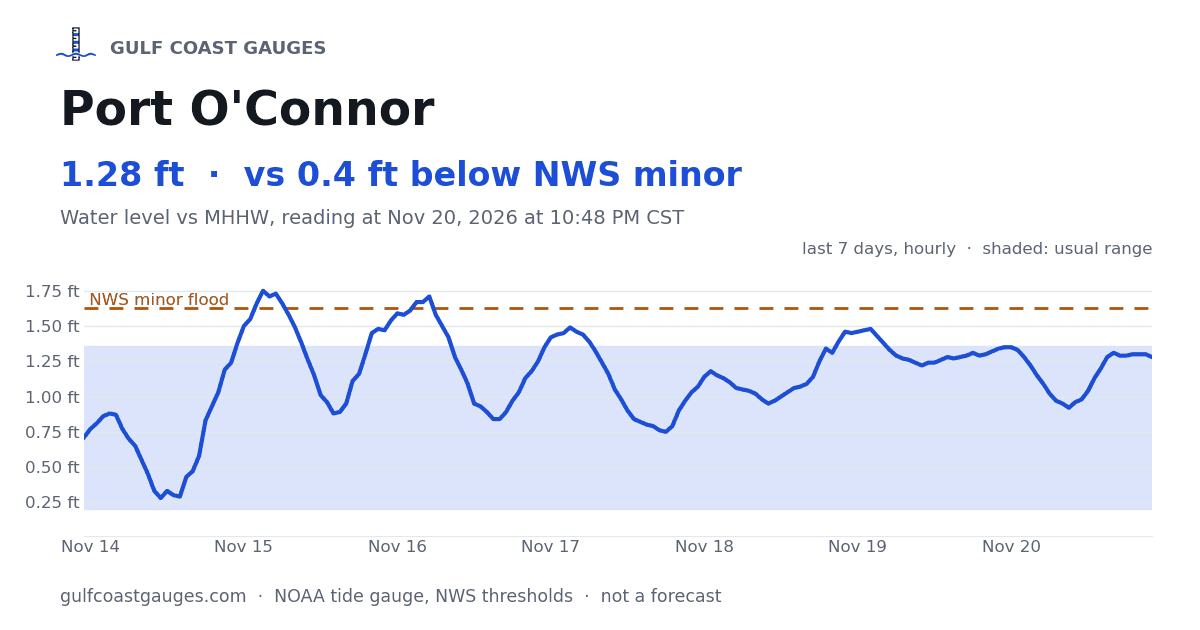 GULF COAST GAUGES
Port O'Connor
1.28 ft · vs 0.4 ft below NWS minor
Water level vs MHHW, reading at Nov 20, 2026 at 10:48 PM CST
last 7 days, hourly · shaded: usual range
1.75 ft
NWS minor flood
1.50 ft
1.25 ft
1.00 ft
0.75 ft
0.50 ft
0.25 ft
Nov 14 Nov 15 Nov 16 Nov 17 Nov 18 Nov 19 Nov 20
gulfcoastgauges.com · NOAA tide gauge, NWS thresholds · not a forecast